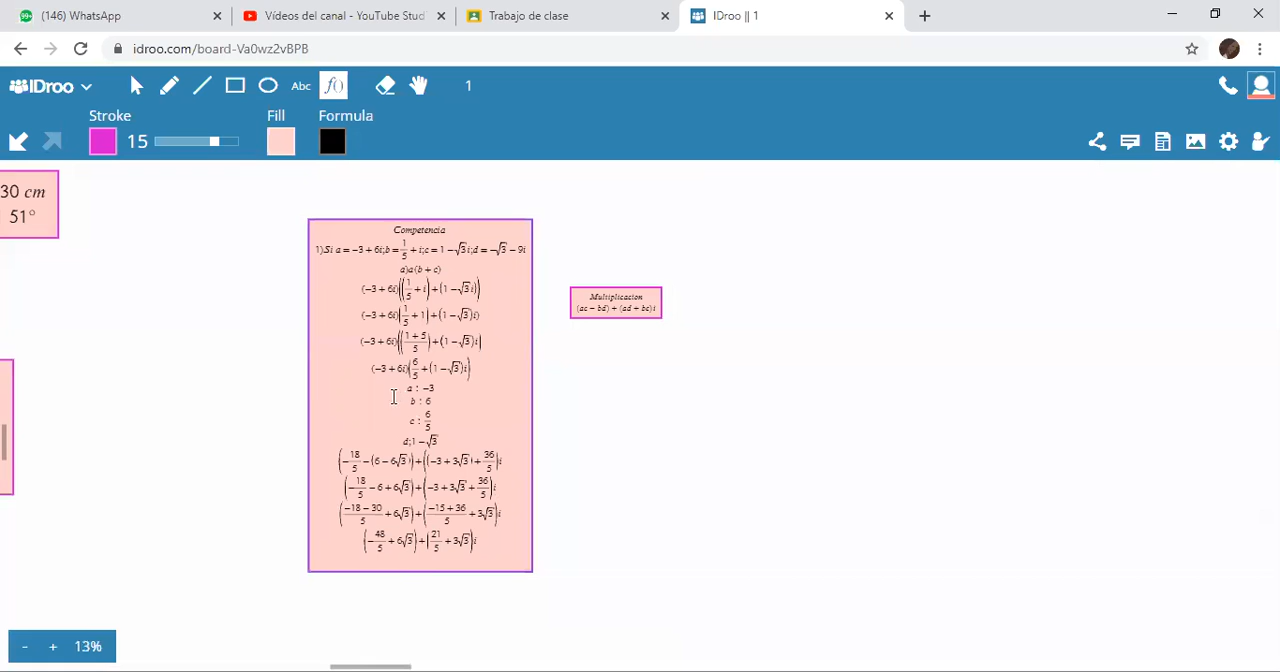 (146) WhatsApp
Vídeos del canal - YouTube Stud
Trabajo de clase
IDroo || 1
idroo.com/board-Va0wz2vBPB
IDroo
Abc
f()
1
Stroke
Fill
Formula
15
30 cm
51°
Competencia
1).Si a = −3 + 6i; b = 1/5 + i; c = 1 − √3 i; d = −√3 − 9i
a)a(b + c)
(−3 + 6i)((1/5 + i) + (1 − √3 i))
(−3 + 6i)(1/5 + 1) + (1 − √3)i)
(−3 + 6i)((1 + 5)/5) + (1 − √3)i)
(−3 + 6i)(6/5 + (1 − √3)i)
a : −3
b : 6
c : 6/5
d;1 − √3
(−18/5 − (6 − 6√3)) + ((−3 + 3√3) + 36/5)i
(−18/5 − 6 + 6√3) + (−3 + 3√3 + 36/5)i
((−18 − 30)/5 + 6√3) + ((−15 + 36)/5 + 3√3)i
(−48/5 + 6√3) + (21/5 + 3√3)i
Multiplicacion
(ac − bd) + (ad + bc)i
- + 13%